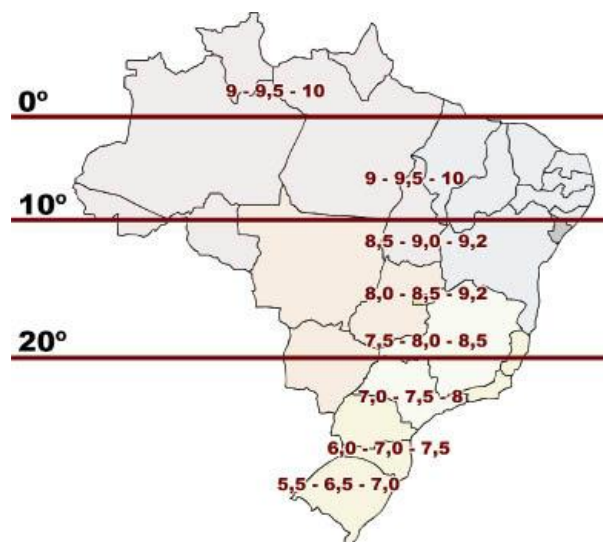 9 - 9,5 - 10
0º
9 - 9,5 - 10
10º
8,5 - 9,0 - 9,2
8,0 - 8,5 - 9,2
20º
7,5 - 8,0 - 8,5
7,0 - 7,5 - 8
6,0 - 7,0 - 7,5
5,5 - 6,5 - 7,0